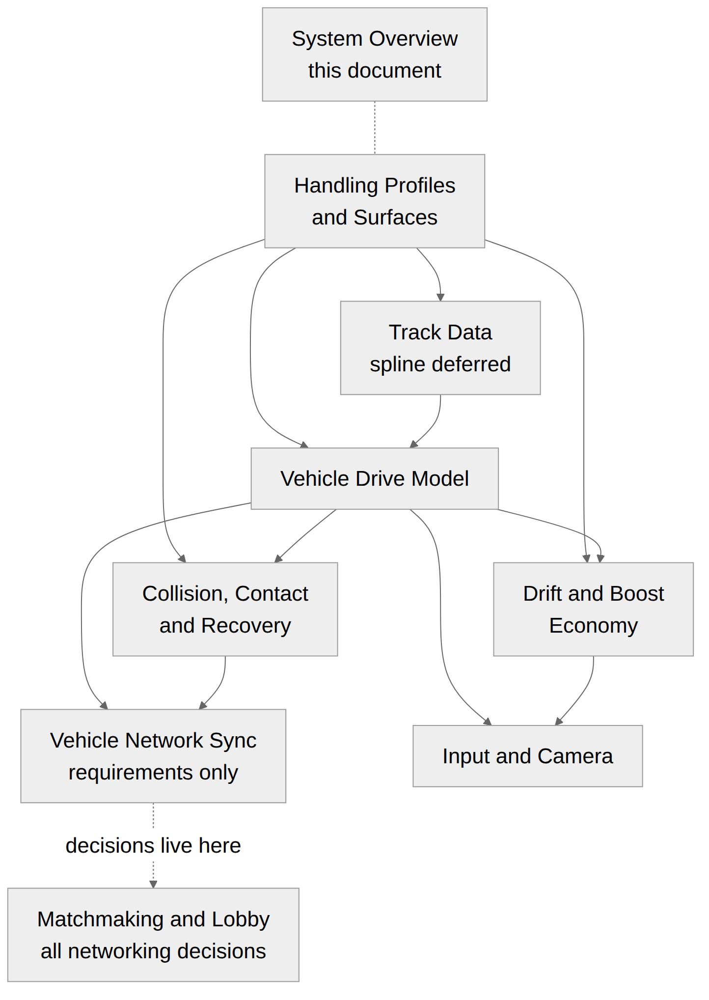 System Overview
this document
Handling Profiles
and Surfaces
Track Data
spline deferred
Vehicle Drive Model
Collision, Contact
and Recovery
Drift and Boost
Economy
Vehicle Network Sync
requirements only
Input and Camera
decisions live here
Matchmaking and Lobby
all networking decisions